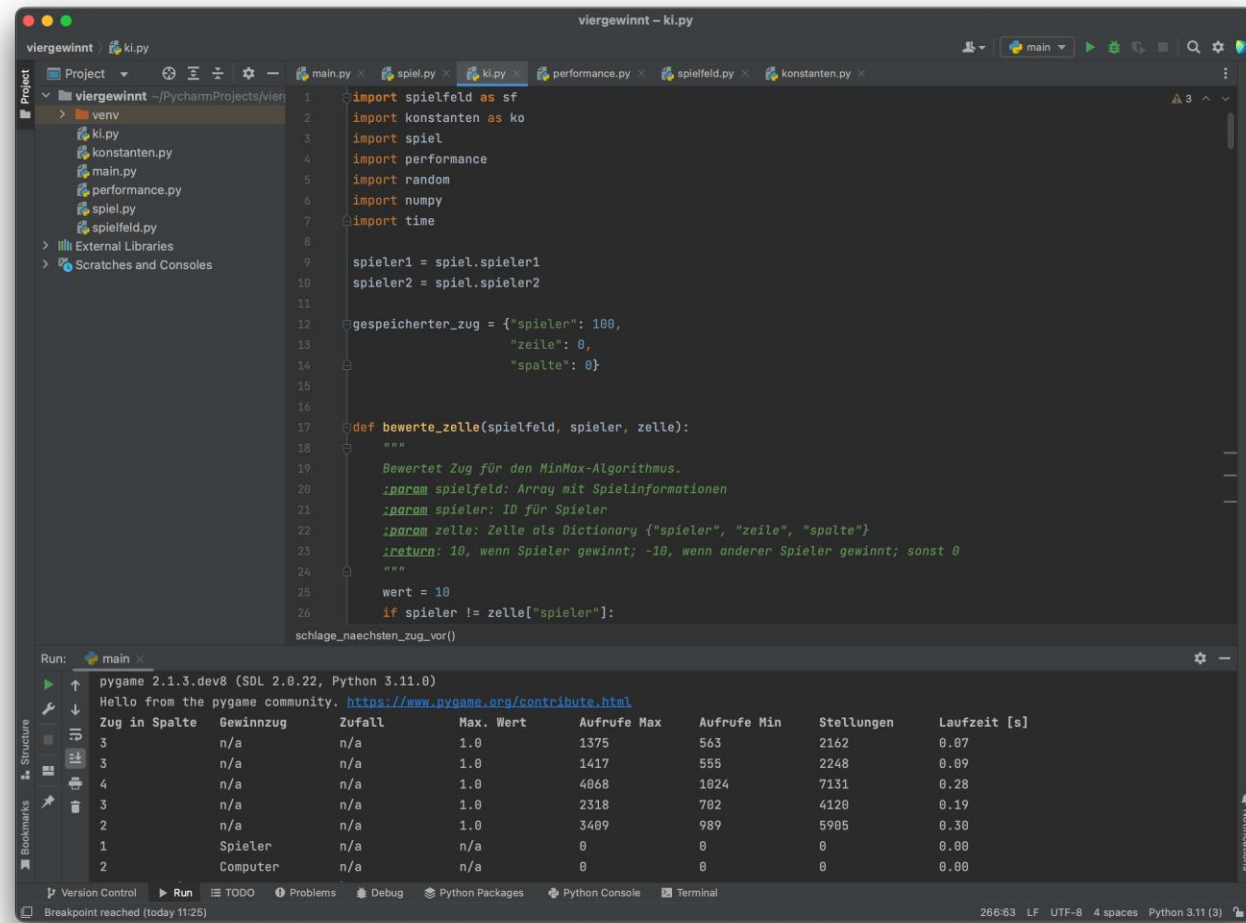 viergewinnt – ki.py
viergewinnt ki.py
main
Project
Project
main.py
spiel.py
ki.py
performance.py
spielfeld.py
konstanten.py
viergewinnt ~/PycharmProjects/vier
venv
ki.py
konstanten.py
main.py
performance.py
spiel.py
spielfeld.py
External Libraries
Scratches and Consoles
3
1 import spielfeld as sf
2 import konstanten as ko
3 import spiel
4 import performance
5 import random
6 import numpy
7 import time
8
9 spieler1 = spiel.spieler1
10 spieler2 = spiel.spieler2
11
12 gespeicherter_zug = {"spieler": 100,
13 "zeile": 0,
14 "spalte": 0}
15
16
17 def bewerte_zelle(spielfeld, spieler, zelle):
18 """
19 Bewertet Zug für den MinMax-Algorithmus.
20 :param spielfeld: Array mit Spielinformationen
21 :param spieler: ID für Spieler
22 :param zelle: Zelle als Dictionary {"spieler", "zeile", "spalte"}
23 :return: 10, wenn Spieler gewinnt; -10, wenn anderer Spieler gewinnt; sonst 0
24 """
25 wert = 10
26 if spieler != zelle["spieler"]:
schlage_naechsten_zug_vor()
Run: main
pygame 2.1.3.dev8 (SDL 2.0.22, Python 3.11.0)
Hello from the pygame community. https://www.pygame.org/contribute.html
Zug in Spalte Gewinnzug Zufall Max. Wert Aufrufe Max Aufrufe Min Stellungen Laufzeit [s]
3 n/a n/a 1.0 1375 563 2162 0.07
3 n/a n/a 1.0 1417 555 2248 0.09
4 n/a n/a 1.0 4068 1024 7131 0.28
3 n/a n/a 1.0 2318 702 4120 0.19
2 n/a n/a 1.0 3409 989 5905 0.30
1 Spieler n/a n/a 0 0 0 0.00
2 Computer n/a n/a 0 0 0 0.00
Structure
Bookmarks
Notifications
Version Control Run TODO Problems Debug Python Packages Python Console Terminal
Breakpoint reached (today 11:25) 266:63 LF UTF-8 4 spaces Python 3.11 (3)